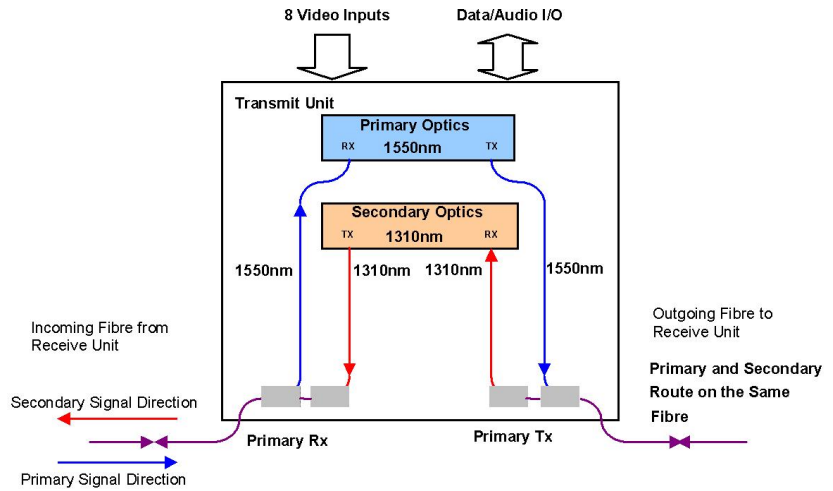 8 Video Inputs
Data/Audio I/O
Transmit Unit
Primary Optics
RX
1550nm
TX
Secondary Optics
TX
1310nm
RX
1550nm
1310nm
1310nm
1550nm
Incoming Fibre from
Receive Unit
Outgoing Fibre to
Receive Unit
Primary and Secondary
Route on the Same
Fibre
Secondary Signal Direction
Primary Rx
Primary Tx
Primary Signal Direction